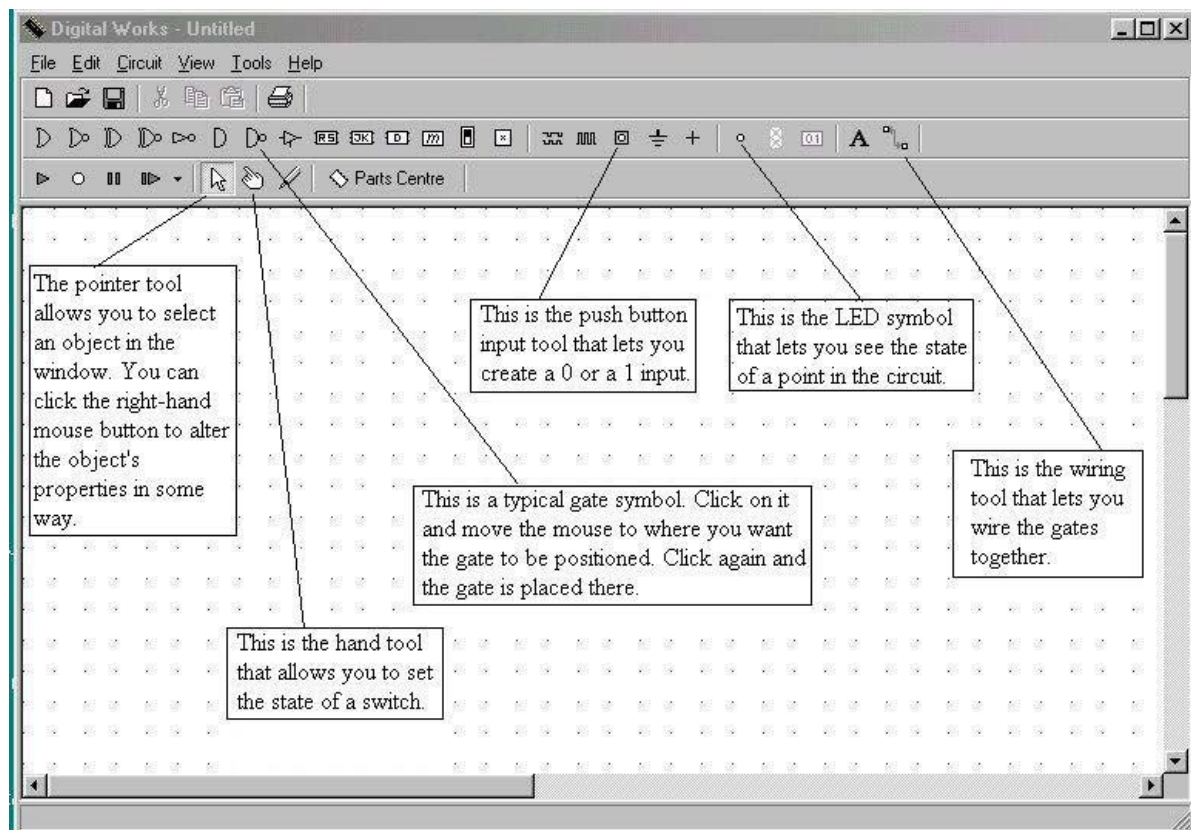 Digital Works - Untitled
File Edit Circuit View Tools Help
RS JK D m 01 A
Parts Centre
The pointer tool
allows you to select
an object in the
window. You can
click the right-hand
mouse button to alter
the object's
properties in some
way.
This is the push button
input tool that lets you
create a 0 or a 1 input.
This is the LED symbol
that lets you see the state
of a point in the circuit.
This is a typical gate symbol. Click on it
and move the mouse to where you want
the gate to be positioned. Click again and
the gate is placed there.
This is the wiring
tool that lets you
wire the gates
together.
This is the hand tool
that allows you to set
the state of a switch.